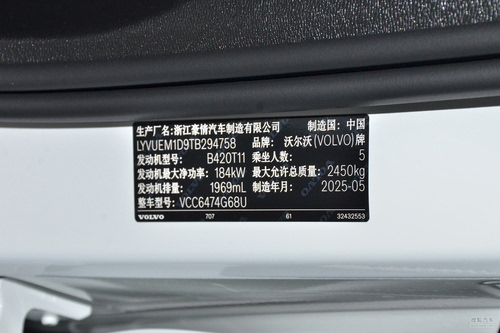 生产厂名:浙江豪情汽车制造有限公司 制造国: 中国
LYVUEM1D9TB294758 品牌: 沃尔沃(VOLVO)牌
发动机型号: B420T11 乘坐人数: 5
发动机最大净功率: 184kW 最大允许总质量: 2450kg
发动机排量: 1969mL 制造年月: 2025-05
整车型号: VCC6474G68U
VOLVO 707 61 32432553